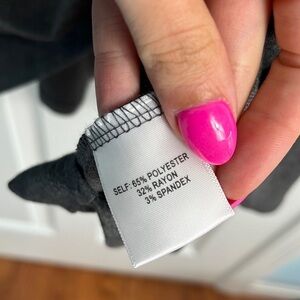 SELF: 65% POLYESTER
32% RAYON
3% SPANDEX